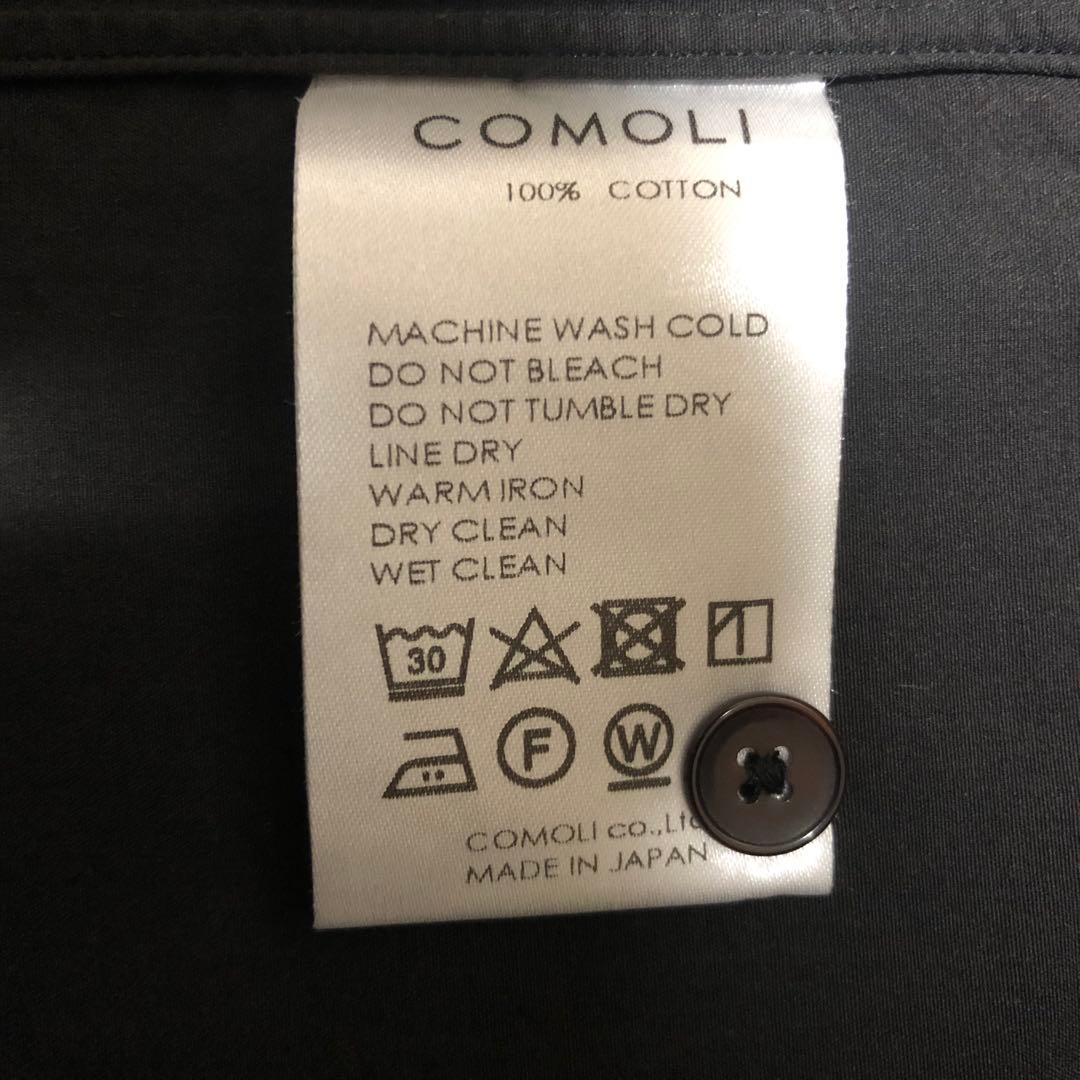 COMOLI
100% COTTON
MACHINE WASH COLD
DO NOT BLEACH
DO NOT TUMBLE DRY
LINE DRY
WARM IRON
DRY CLEAN
WET CLEAN
30
F W
COMOLI co.,Ltd
MADE IN JAPAN